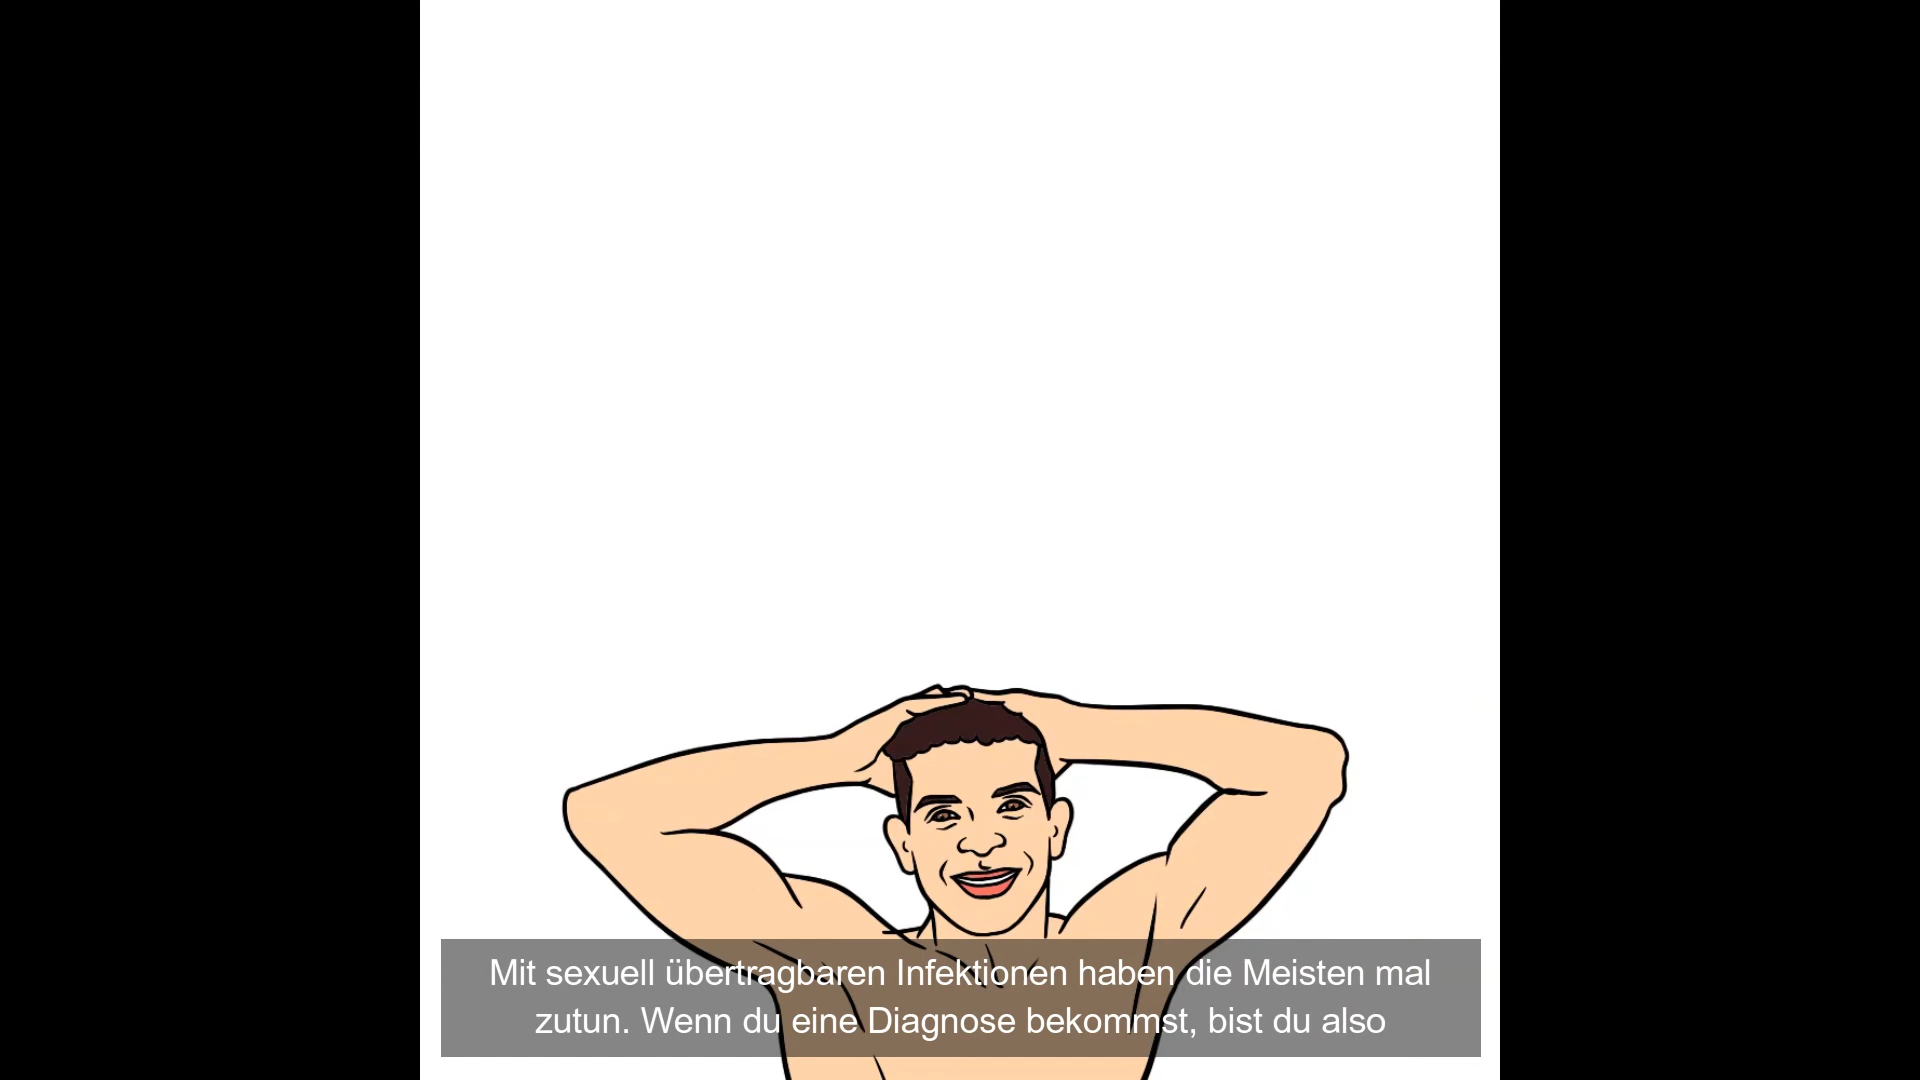 Mit sexuell übertragbaren Infektionen haben die Meisten mal
zutun. Wenn du eine Diagnose bekommst, bist du also